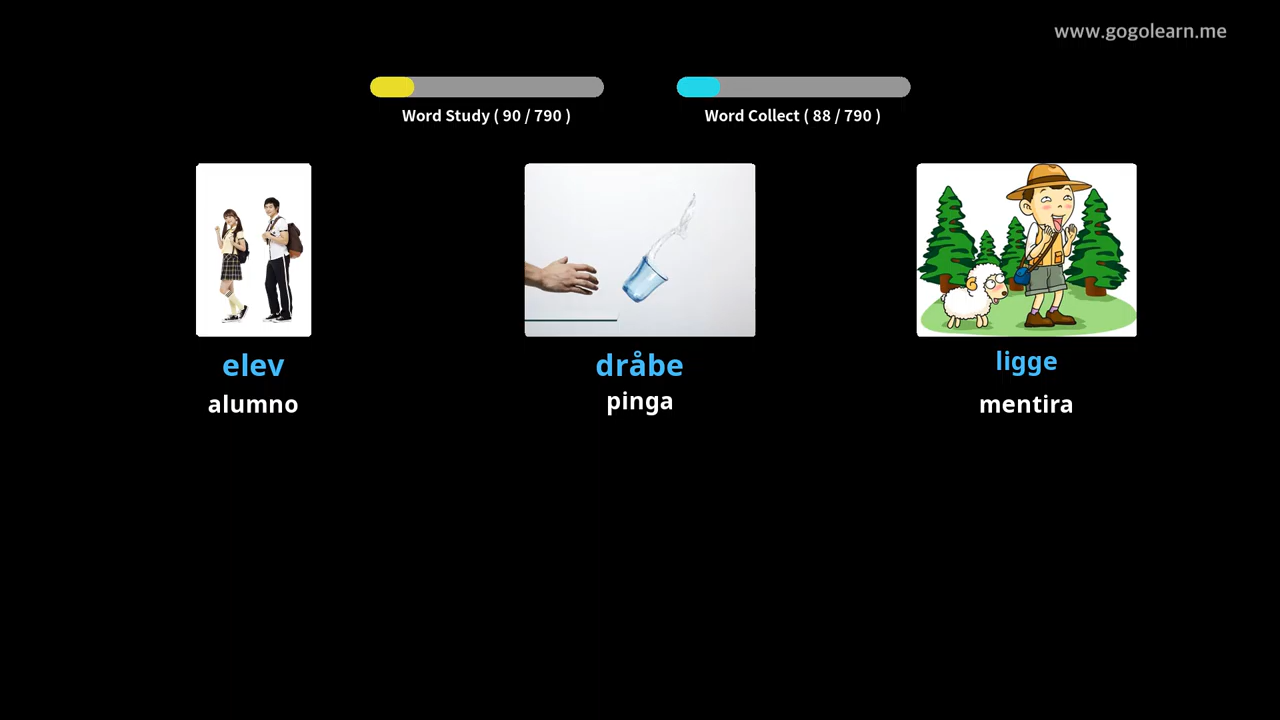 www.gogolearn.me
Word Study ( 90 / 790 )
Word Collect ( 88 / 790 )
elev
dråbe
ligge
alumno
pinga
mentira